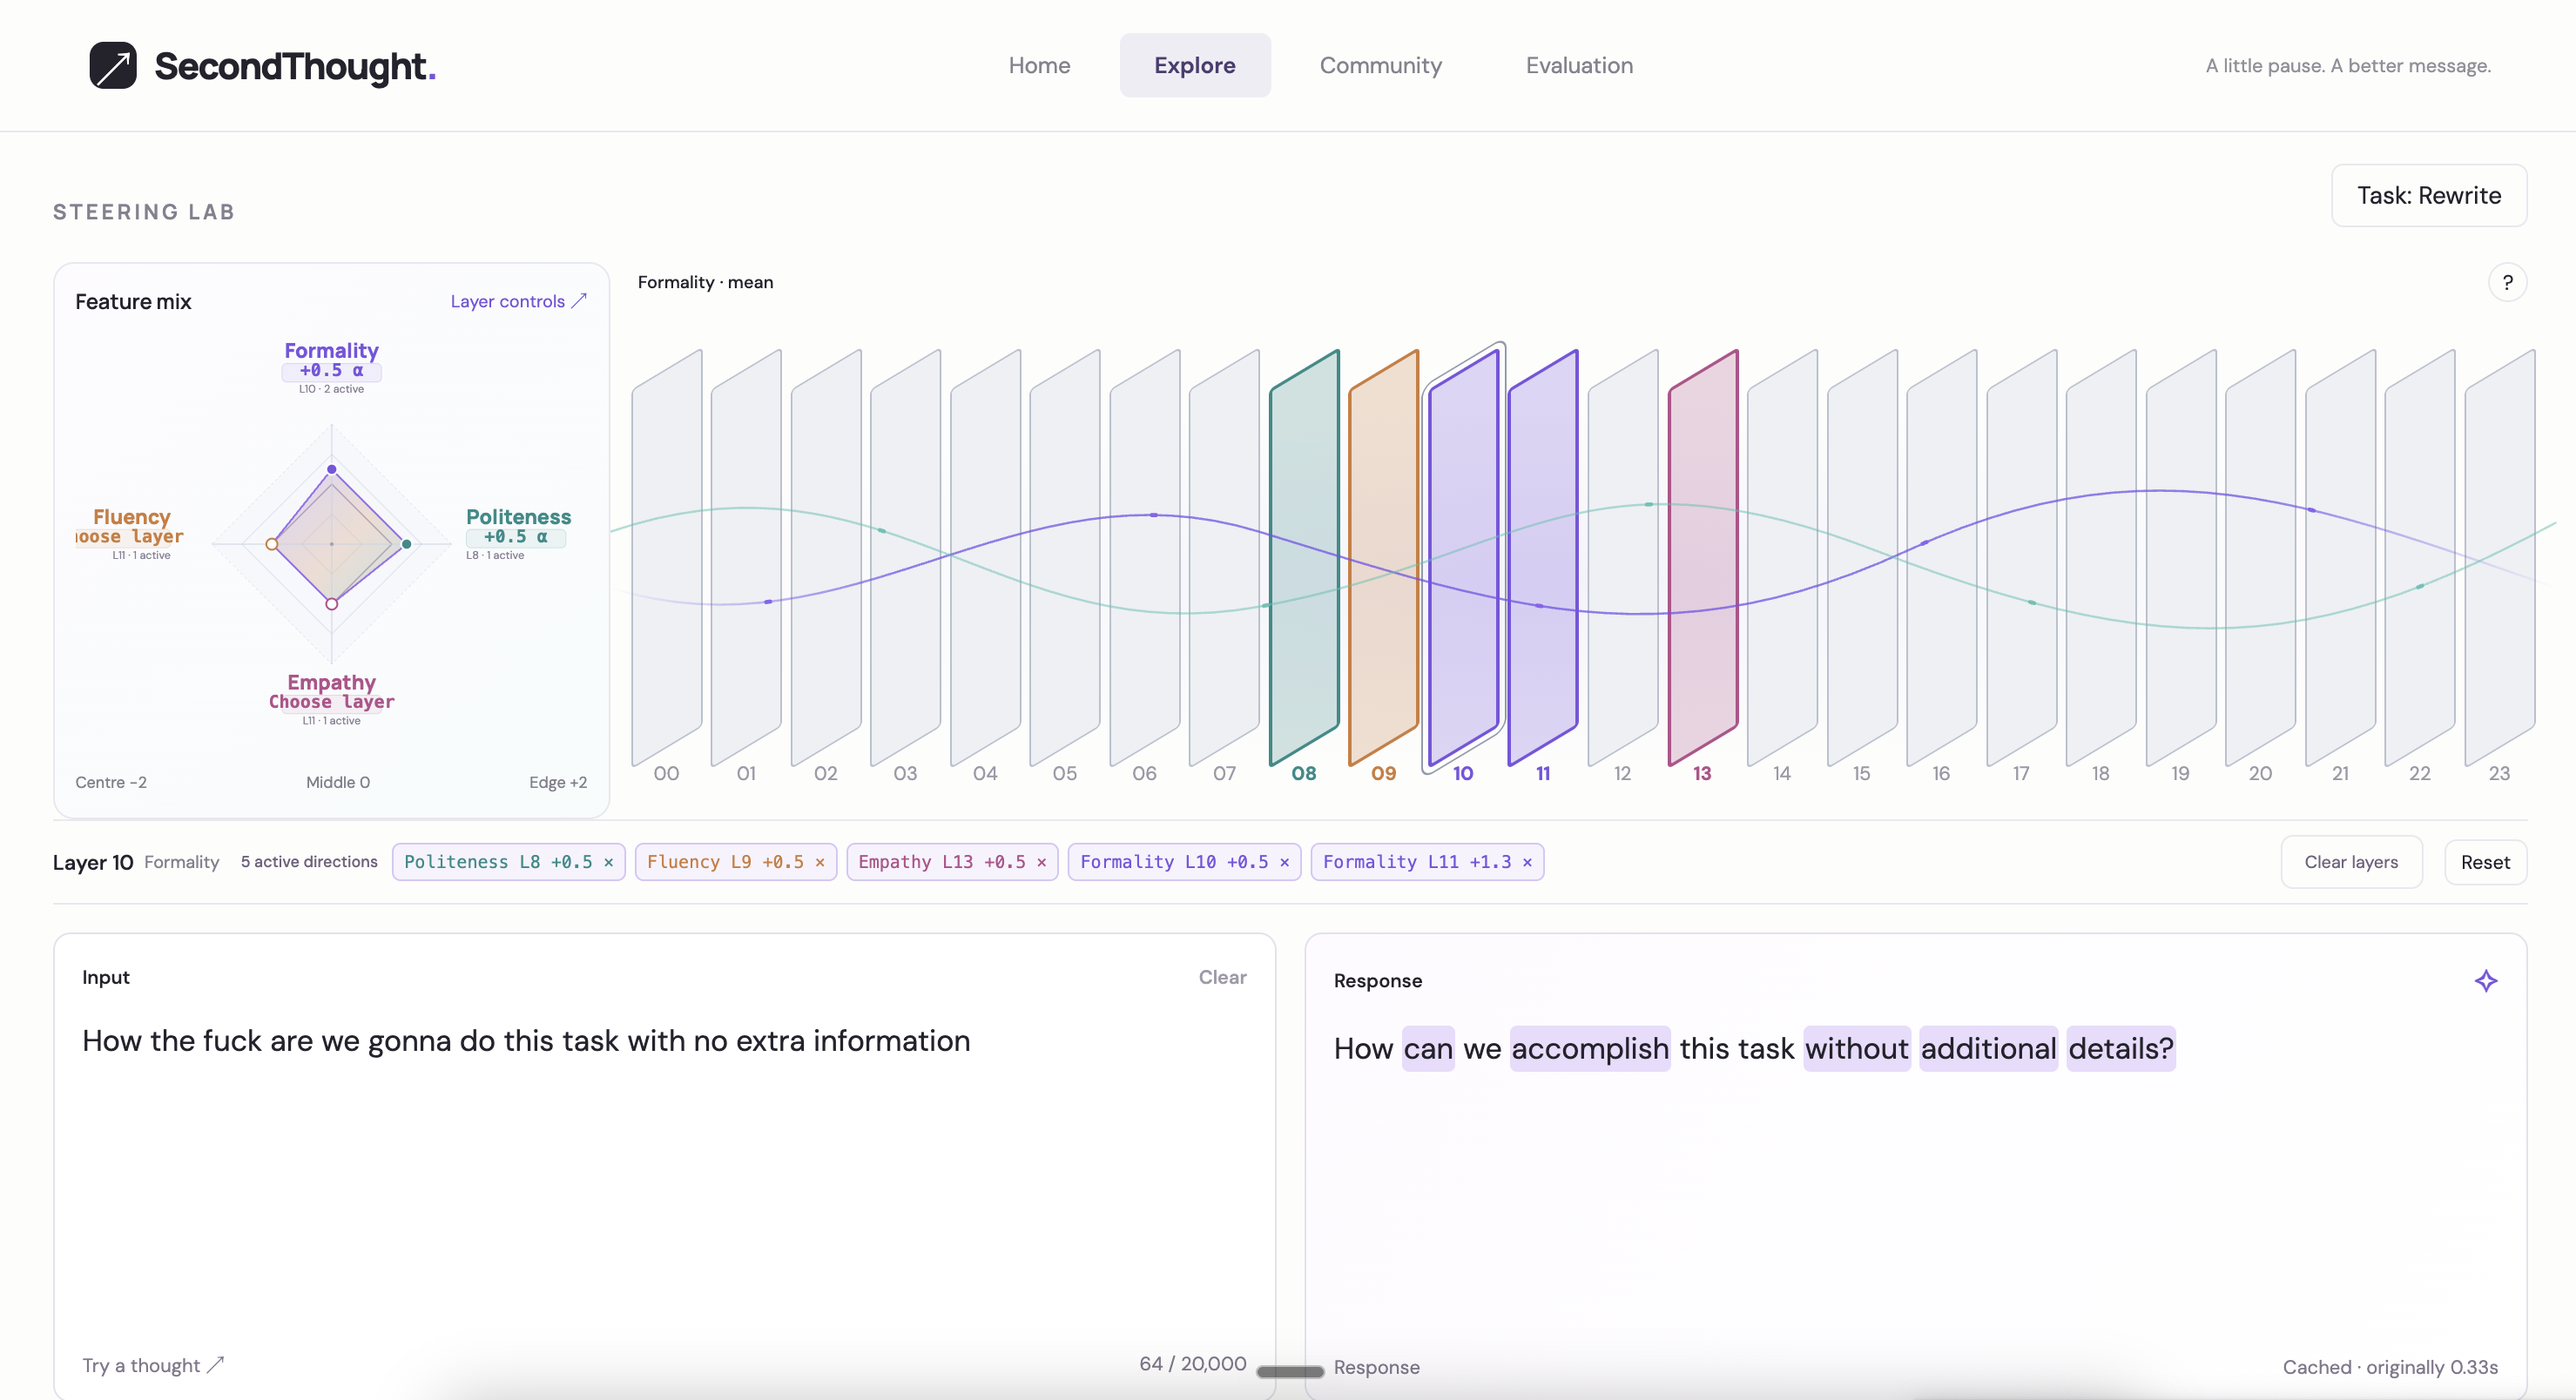 SecondThought.
Home
Explore
Community
Evaluation
A little pause. A better message.
STEERING LAB
Task: Rewrite
Feature mix
Layer controls ↗
Formality
+0.5 α
L10 · 2 active
Fluency
oose layer
L11 · 1 active
Politeness
+0.5 α
L8 · 1 active
Empathy
Choose layer
L11 · 1 active
Centre -2
Middle 0
Edge +2
Formality · mean
?
00 01 02 03 04 05 06 07 08 09 10 11 12 13 14 15 16 17 18 19 20 21 22 23
Layer 10 Formality 5 active directions Politeness L8 +0.5 × Fluency L9 +0.5 × Empathy L13 +0.5 × Formality L10 +0.5 × Formality L11 +1.3 ×
Clear layers
Reset
Input
Clear
How the fuck are we gonna do this task with no extra information
Try a thought ↗
64 / 20,000
Response
How can we accomplish this task without additional details?
Response
Cached · originally 0.33s